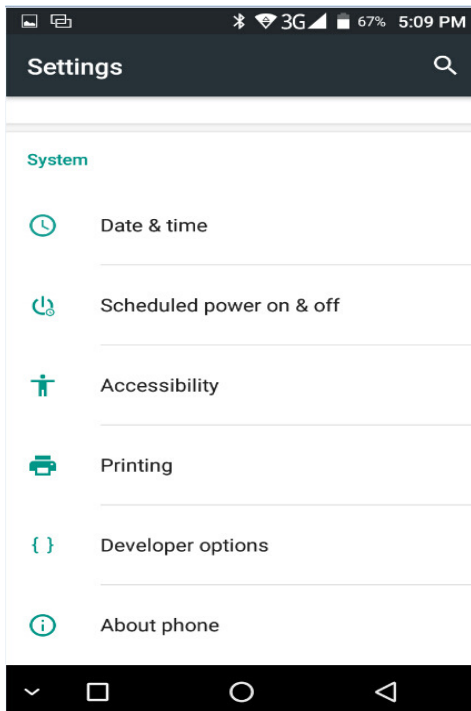 3G 67% 5:09 PM
Settings
System
Date & time
Scheduled power on & off
Accessibility
Printing
{ } Developer options
About phone